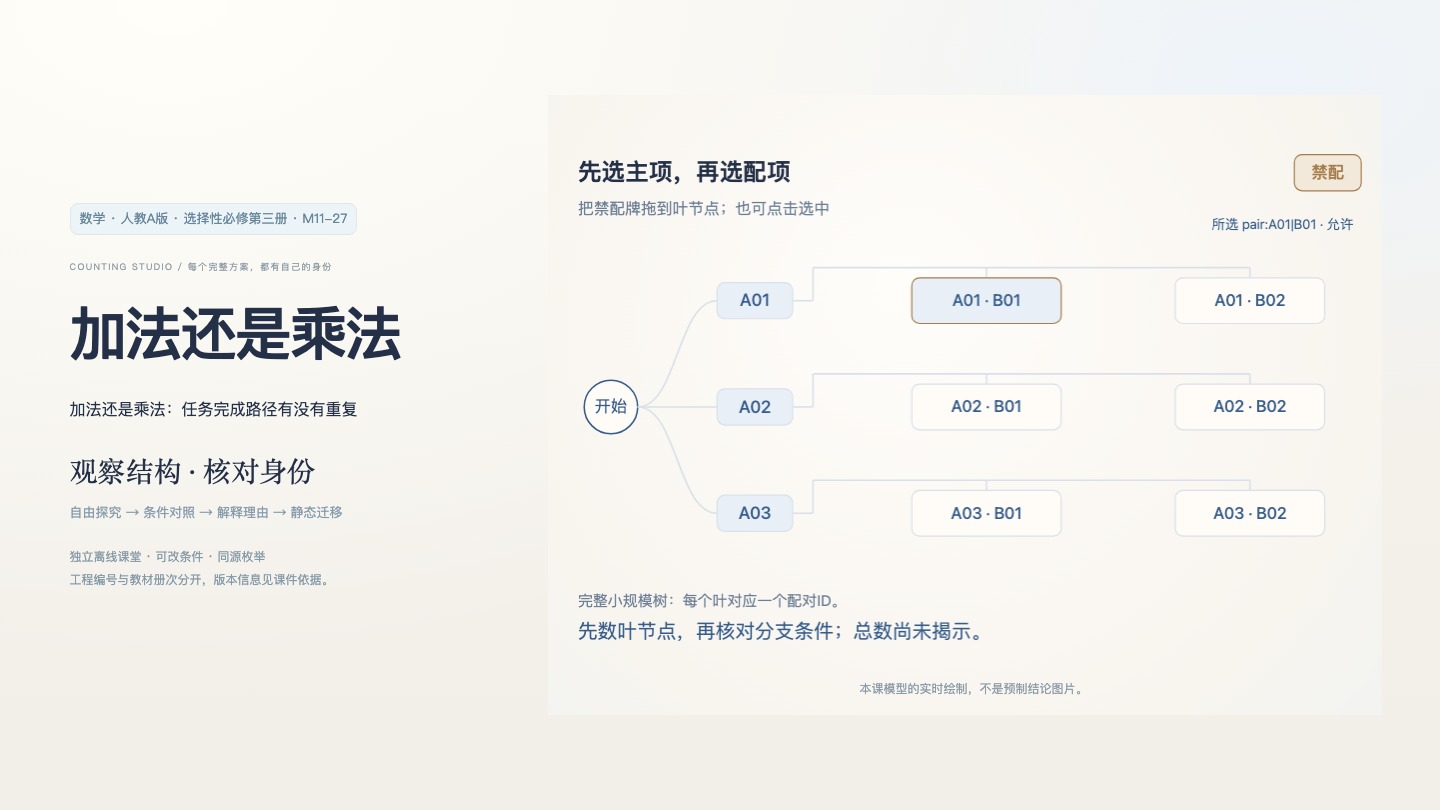 数学 · 人教A版 · 选择性必修第三册 · M11–27
COUNTING STUDIO / 每个完整方案，都有自己的身份
加法还是乘法
加法还是乘法：任务完成路径有没有重复
观察结构 · 核对身份
自由探究 → 条件对照 → 解释理由 → 静态迁移
独立离线课堂 · 可改条件 · 同源枚举
工程编号与教材册次分开，版本信息见课件依据。
先选主项，再选配项
禁配
把禁配牌拖到叶节点；也可点击选中
所选 pair:A01|B01 · 允许
A01
A01 · B01
A01 · B02
开始
A02
A02 · B01
A02 · B02
A03
A03 · B01
A03 · B02
完整小规模树：每个叶对应一个配对ID。
先数叶节点，再核对分支条件；总数尚未揭示。
本课模型的实时绘制，不是预制结论图片。